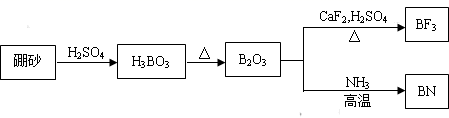 CaF₂,H₂SO₄
△
BF₃
硼砂
H₂SO₄
H₃BO₃
△
B₂O₃
NH₃
高温
BN